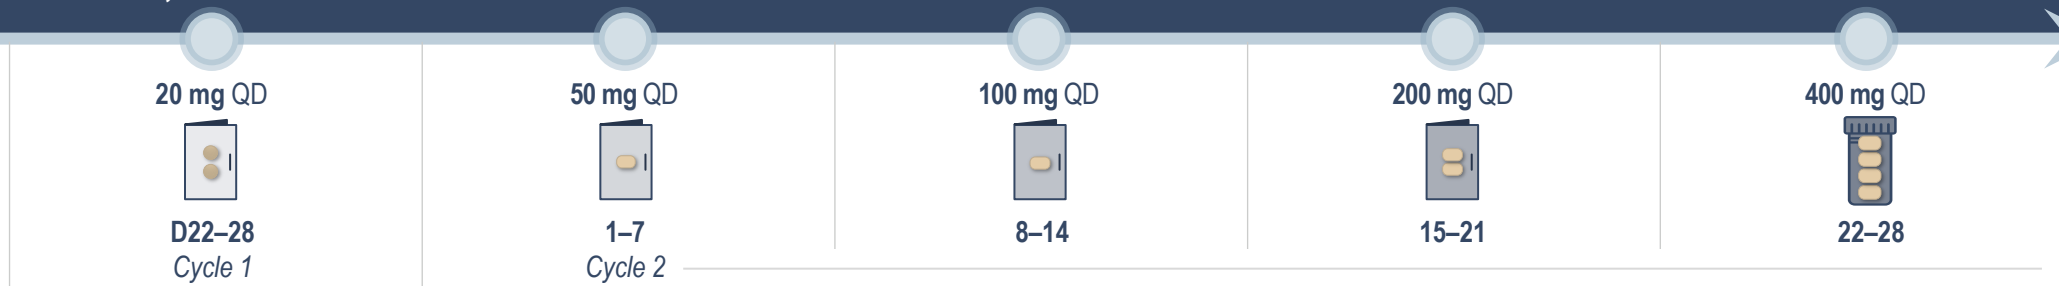 20 mg QD
50 mg QD
100 mg QD
200 mg QD
400 mg QD
D22–28
1–7
8–14
15–21
22–28
Cycle 1
Cycle 2